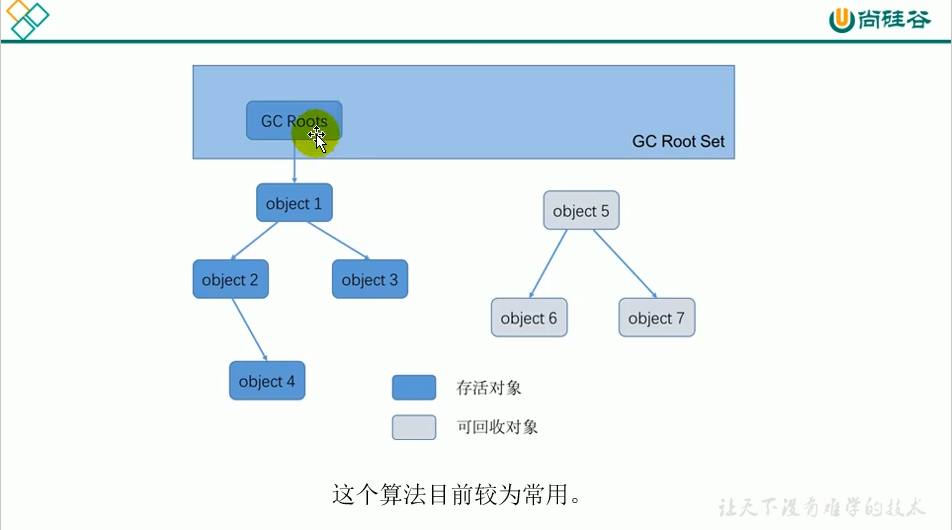 尚硅谷
GC Roots
GC Root Set
object 1
object 5
object 2
object 3
object 6
object 7
object 4
存活对象
可回收对象
这个算法目前较为常用。
让天下没有难学的技术